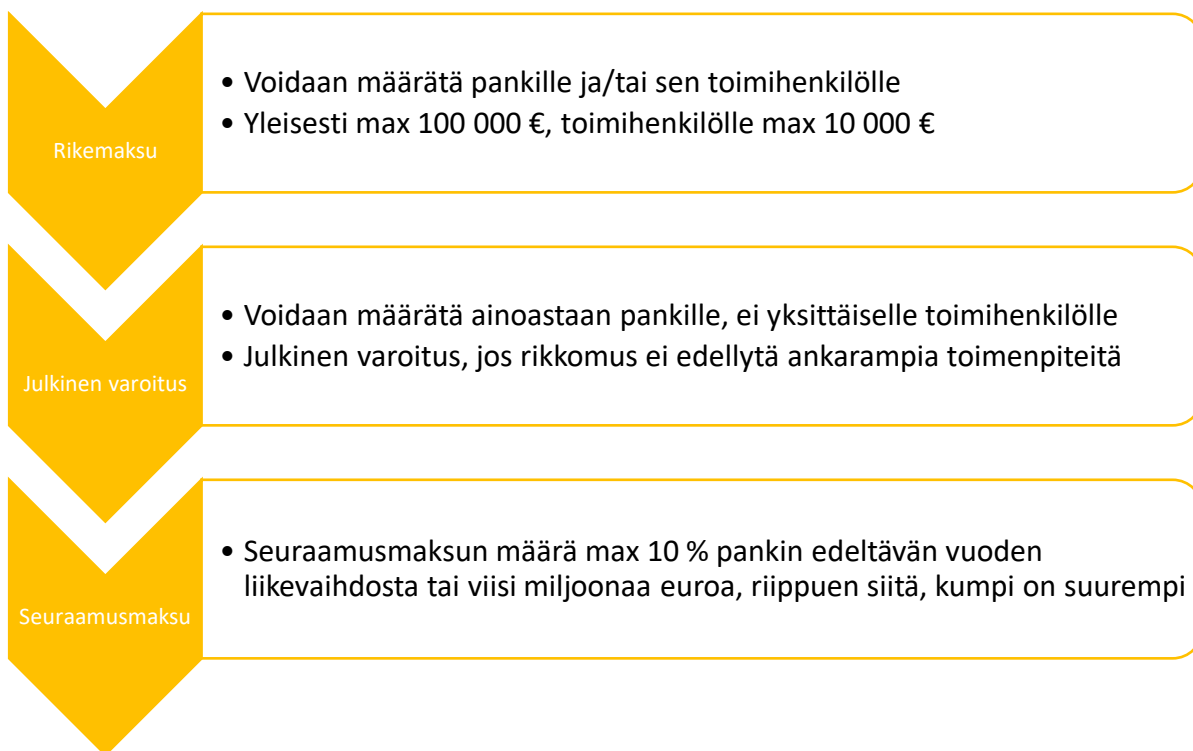 Rikemaksu
• Voidaan määrätä pankille ja/tai sen toimihenkilölle
• Yleisesti max 100 000 €, toimihenkilölle max 10 000 €
Julkinen varoitus
• Voidaan määrätä ainoastaan pankille, ei yksittäiselle toimihenkilölle
• Julkinen varoitus, jos rikkomus ei edellytä ankarampia toimenpiteitä
Seuraamusmaksu
• Seuraamusmaksun määrä max 10 % pankin edeltävän vuoden
liikevaihdosta tai viisi miljoonaa euroa, riippuen siitä, kumpi on suurempi